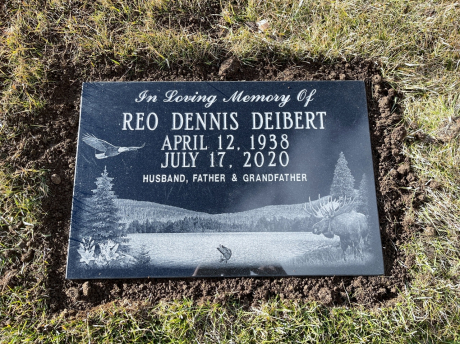 In Loving Memory Of
REO DENNIS DEIBERT
APRIL 12, 1938
JULY 17, 2020
HUSBAND, FATHER & GRANDFATHER